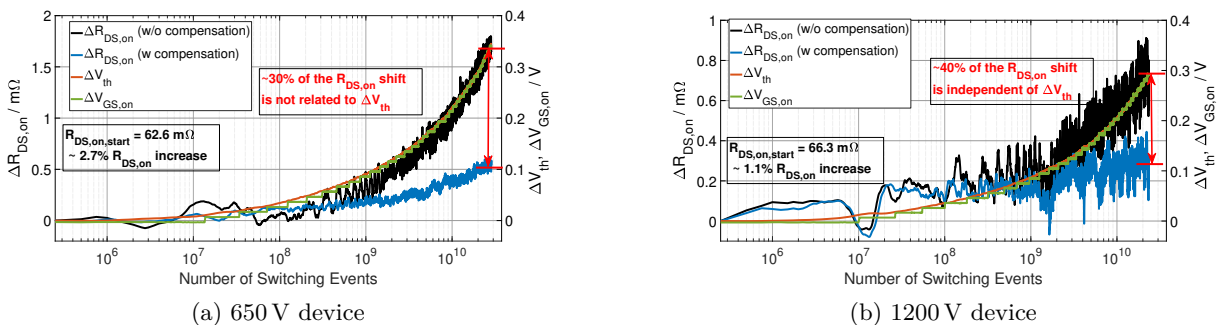 ΔR_DS,on / mΩ
2
1.5
1
0.5
0
0.4
0.3
0.2
0.1
0
ΔV_th, ΔV_GS,on / V
ΔR_DS,on (w/o compensation)
ΔR_DS,on (w compensation)
ΔV_th
ΔV_GS,on
~30% of the R_DS,on shift
is not related to ΔV_th
R_DS,on,start = 62.6 mΩ
~ 2.7% R_DS,on increase
10^6 10^7 10^8 10^9 10^10
Number of Switching Events
(a) 650 V device
ΔR_DS,on / mΩ
1
0.8
0.6
0.4
0.2
0
0.4
0.3
0.2
0.1
0
ΔV_th, ΔV_GS,on / V
ΔR_DS,on (w/o compensation)
ΔR_DS,on (w compensation)
ΔV_th
ΔV_GS,on
~40% of the R_DS,on shift
is independent of ΔV_th
R_DS,on,start = 66.3 mΩ
~ 1.1% R_DS,on increase
10^6 10^7 10^8 10^9 10^10
Number of Switching Events
(b) 1200 V device